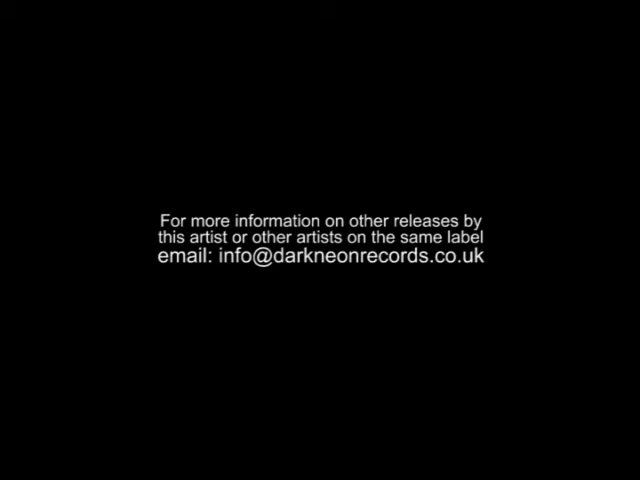 For more information on other releases by
this artist or other artists on the same label
email: info@darkneonrecords.co.uk